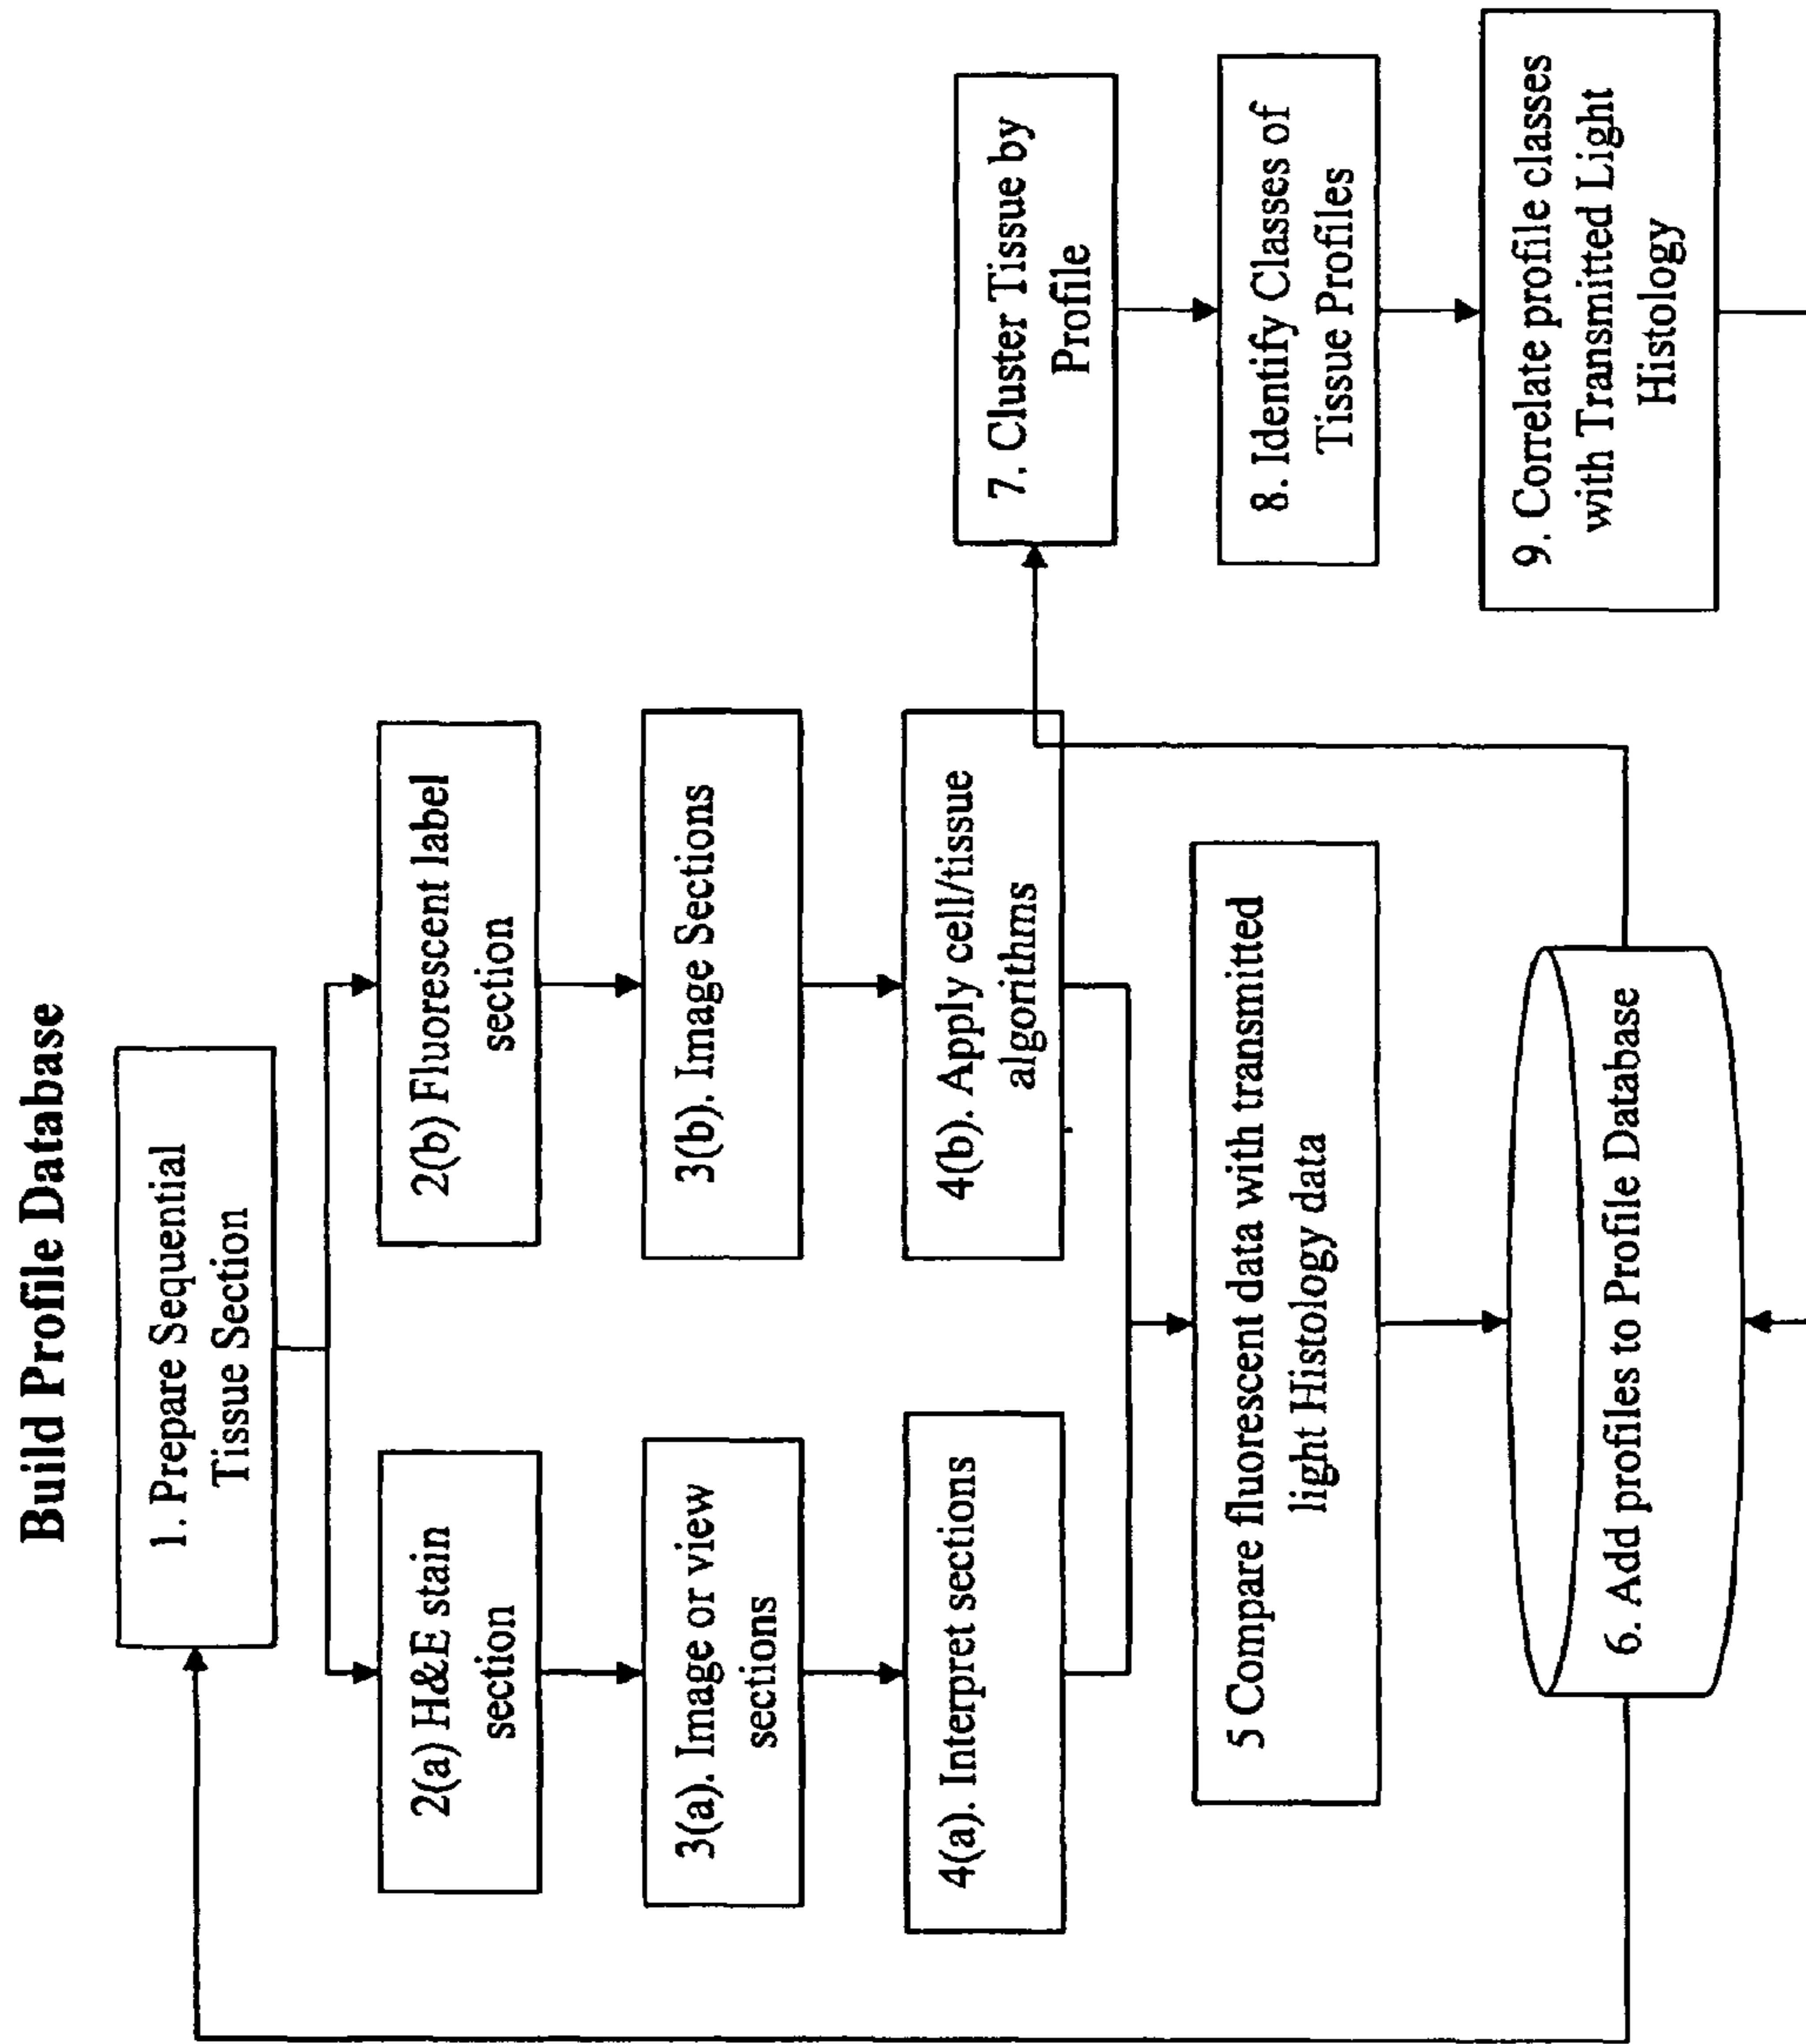 Build Profile Database
1. Prepare Sequential
Tissue Section
2(a) H&E stain
section
2(b) Fluorescent label
section
3(a). Image or view
sections
3(b). Image Sections
4(a). Interpret sections
4(b). Apply cell/tissue
algorithms
5 Compare fluorescent data with transmitted
light Histology data
6. Add profiles to Profile Database
7. Cluster Tissue by
Profile
8. Identify Classes of
Tissue Profiles
9. Correlate profile classes
with Transmitted Light
Histology